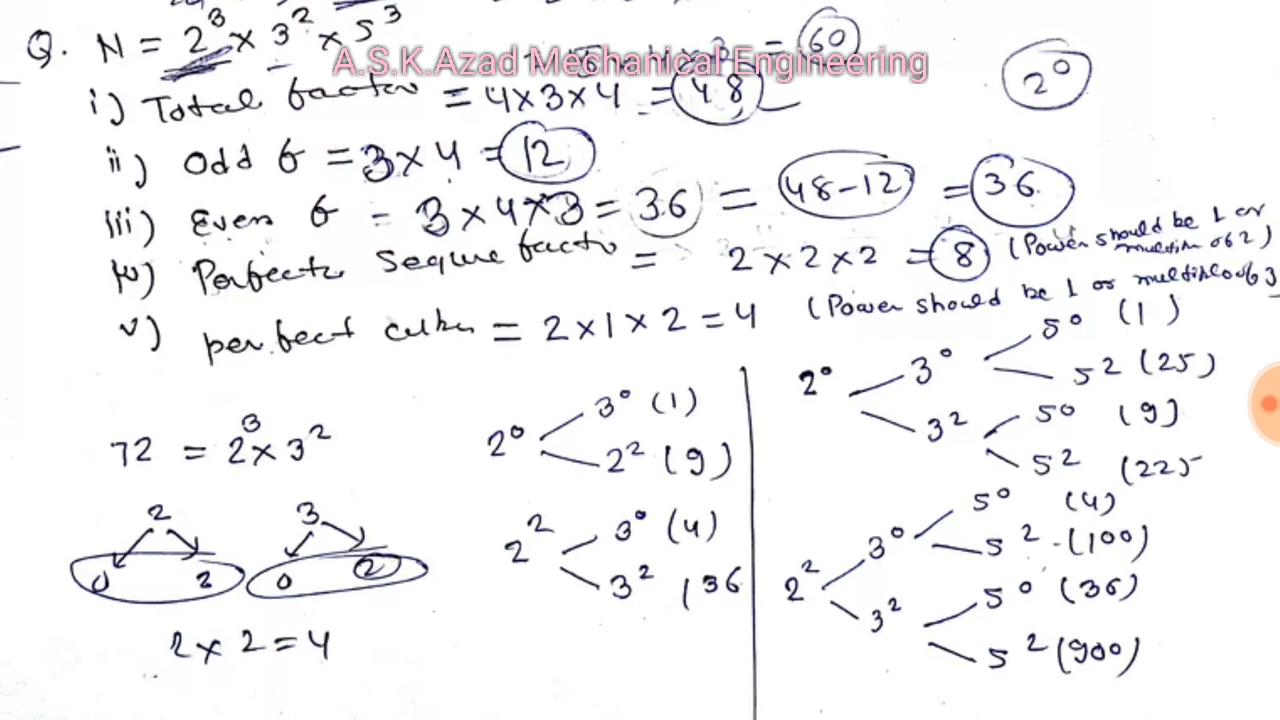 Q. N = 2³ × 3² × 5³
A.S.K.Azad Mechanical Engineering
= 60
2⁰
i) Total factor = 4×3×4 = 48
ii) Odd 6 = 3×4 = 12
iii) Even 6 = 3×4×3 = 36 = 48-12 = 36
iv) Perfect Sequre factor = 2×2×2 = 8 (Power should be 1 or
multiple of 2)
v) perfect cube = 2×1×2 = 4 (Power should be 1 or multiple of 3
72 = 2³ × 3²
2 3
0 2 0 2
2 × 2 = 4
2⁰
3⁰ (1)
2² (9)
2²
3⁰ (4)
3² (36
2⁰
3⁰
5⁰ (1)
5² (25)
3²
5⁰ (9)
5² (225
2²
3⁰
5⁰ (4)
5² (100)
3²
5⁰ (36)
5² (900)